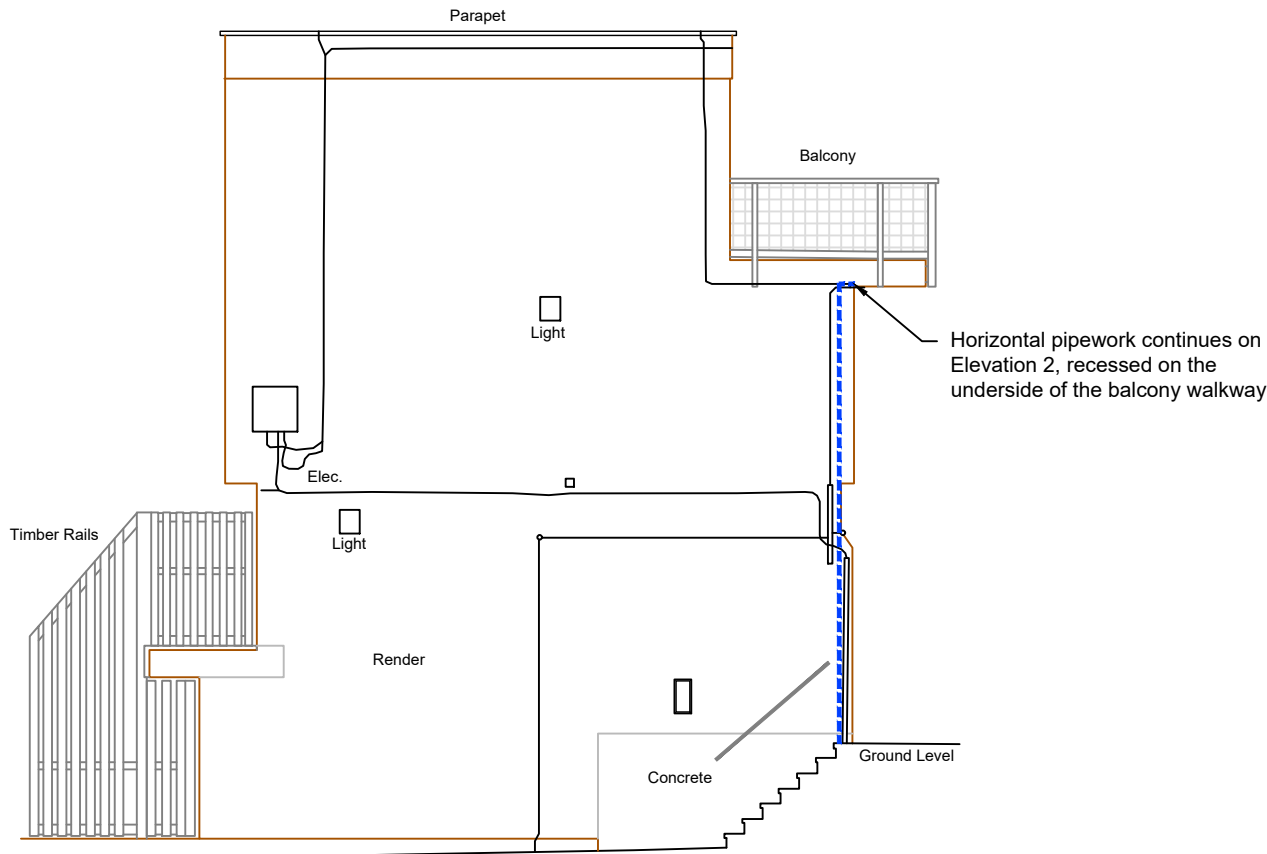 Parapet
Balcony
Light
Horizontal pipework continues on
Elevation 2, recessed on the
underside of the balcony walkway
Elec.
Timber Rails
Light
Render
Ground Level
Concrete